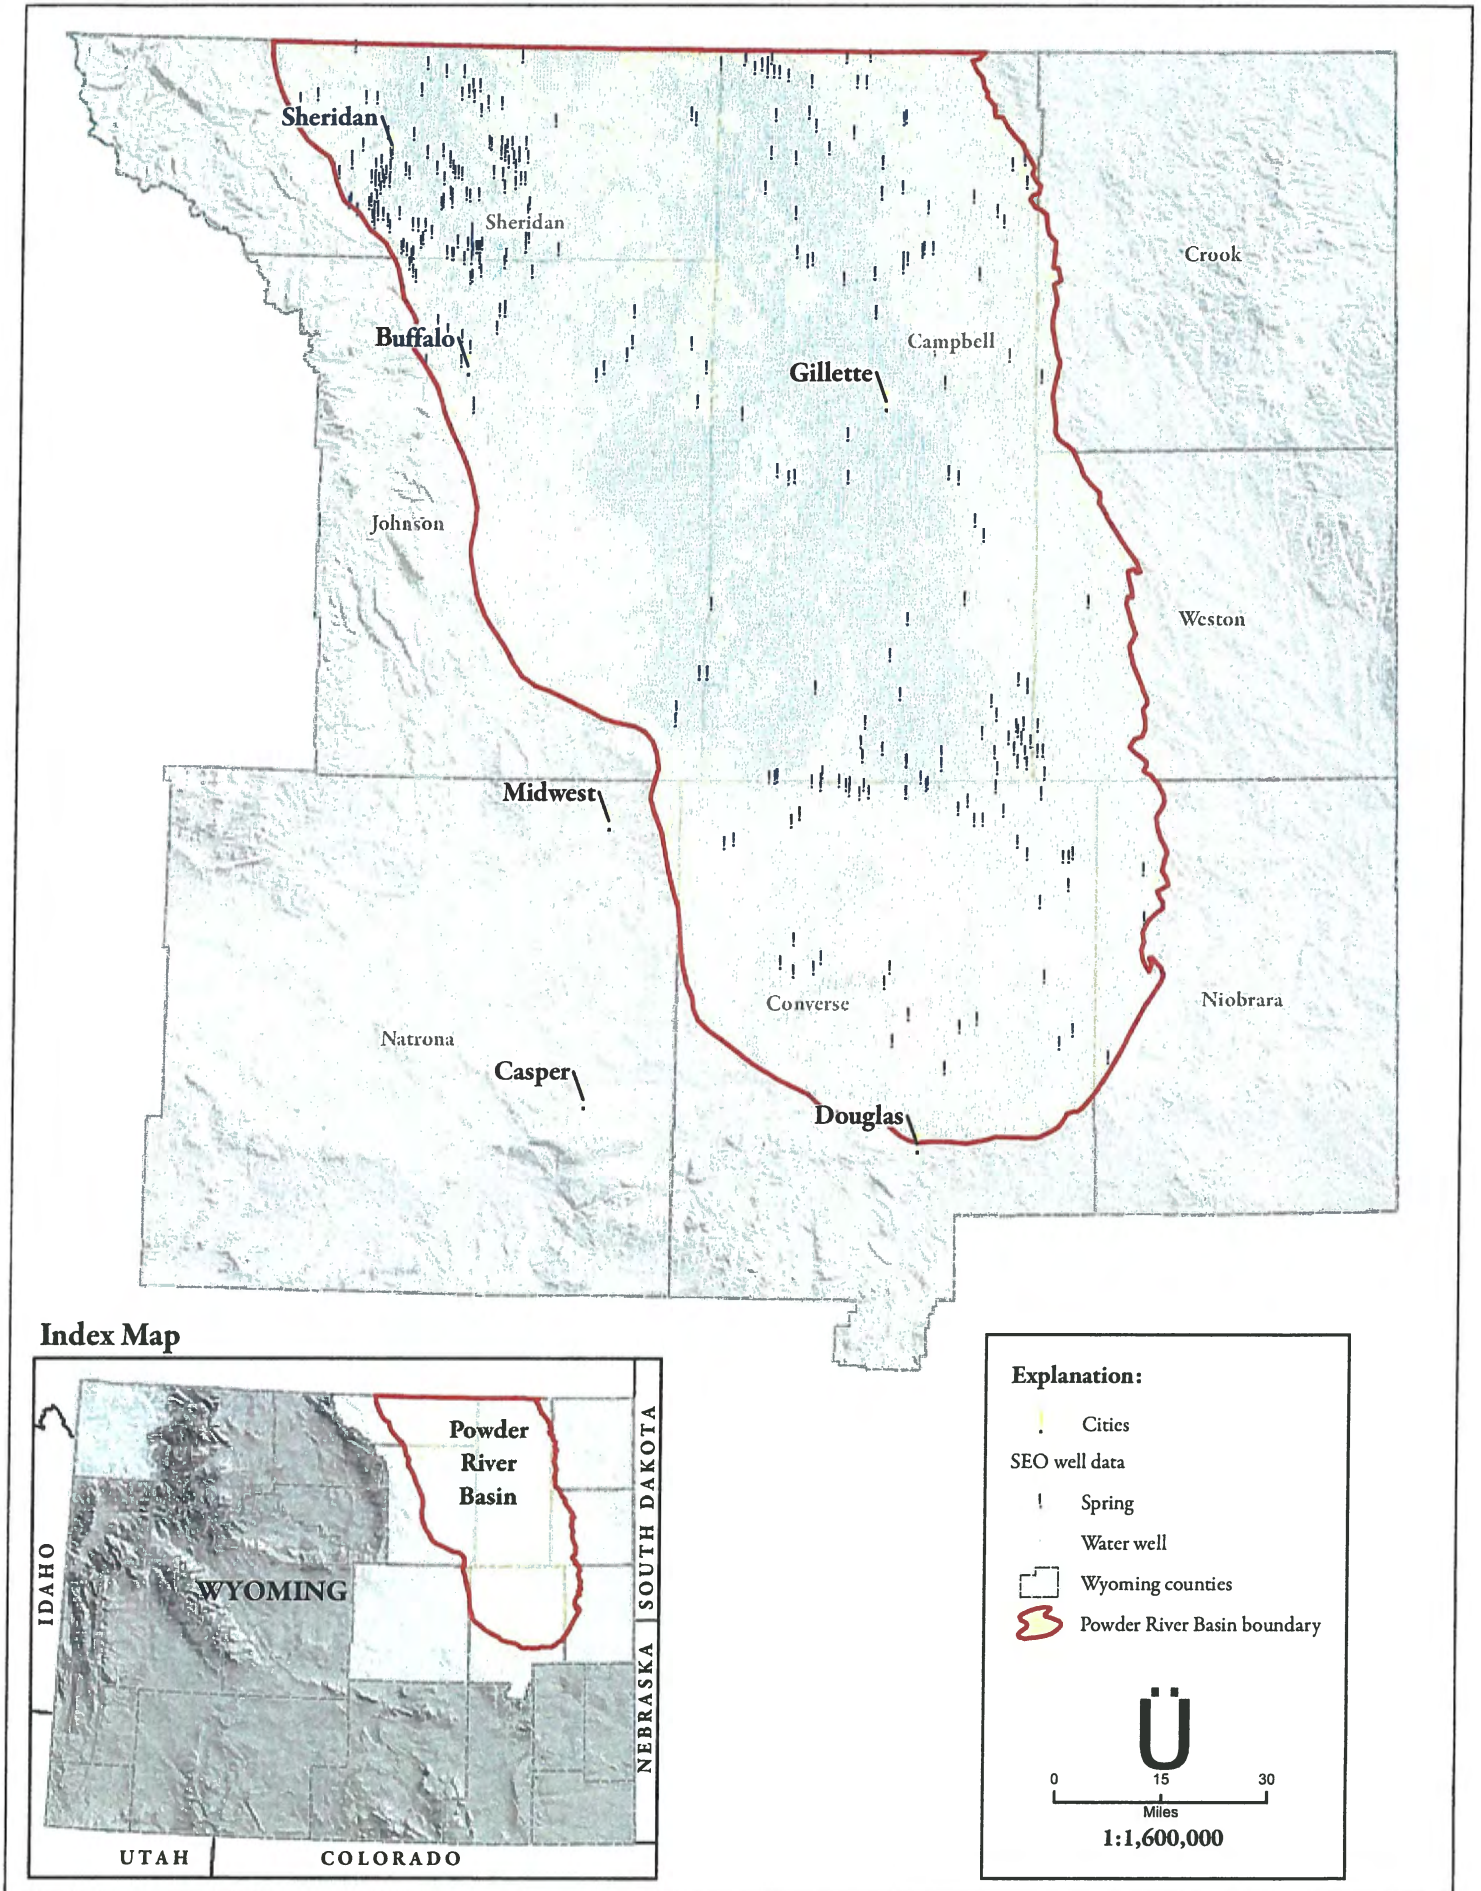 Sheridan
Sheridan
Crook
Buffalo
Campbell
Gillette
Johnson
Weston
Midwest
Converse
Niobrara
Natrona
Casper
Douglas
Index Map
Powder
River
Basin
WYOMING
IDAHO
SOUTH DAKOTA
NEBRASKA
UTAH
COLORADO
Explanation:
Cities
SEO well data
! Spring
Water well
Wyoming counties
Powder River Basin boundary
Ü
0 15 30
Miles
1:1,600,000